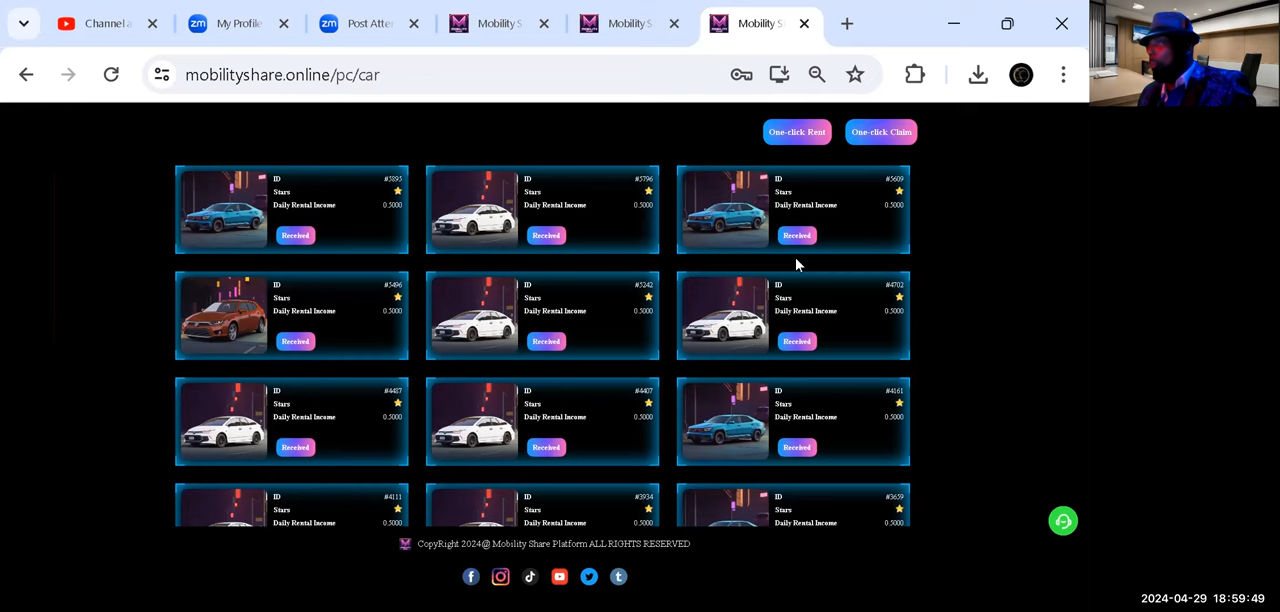 Channel a
My Profile
Post Atte
Mobility S
Mobility S
Mobility S
mobilityshare.online/pc/car
One-click Rent
One-click Claim
ID #5895
Stars
Daily Rental Income 0.5000
Received
ID #5796
Stars
Daily Rental Income 0.5000
Received
ID #5609
Stars
Daily Rental Income 0.5000
Received
ID #5496
Stars
Daily Rental Income 0.5000
Received
ID #5242
Stars
Daily Rental Income 0.5000
Received
ID #4702
Stars
Daily Rental Income 0.5000
Received
ID #4487
Stars
Daily Rental Income 0.5000
Received
ID #4407
Stars
Daily Rental Income 0.5000
Received
ID #4161
Stars
Daily Rental Income 0.5000
Received
ID #4111
Stars
Daily Rental Income 0.5000
ID #3934
Stars
Daily Rental Income 0.5000
ID #3659
Stars
Daily Rental Income 0.5000
CopyRight 2024@ Mobility Share Platform ALL RIGHTS RESERVED
2024-04-29 18:59:49